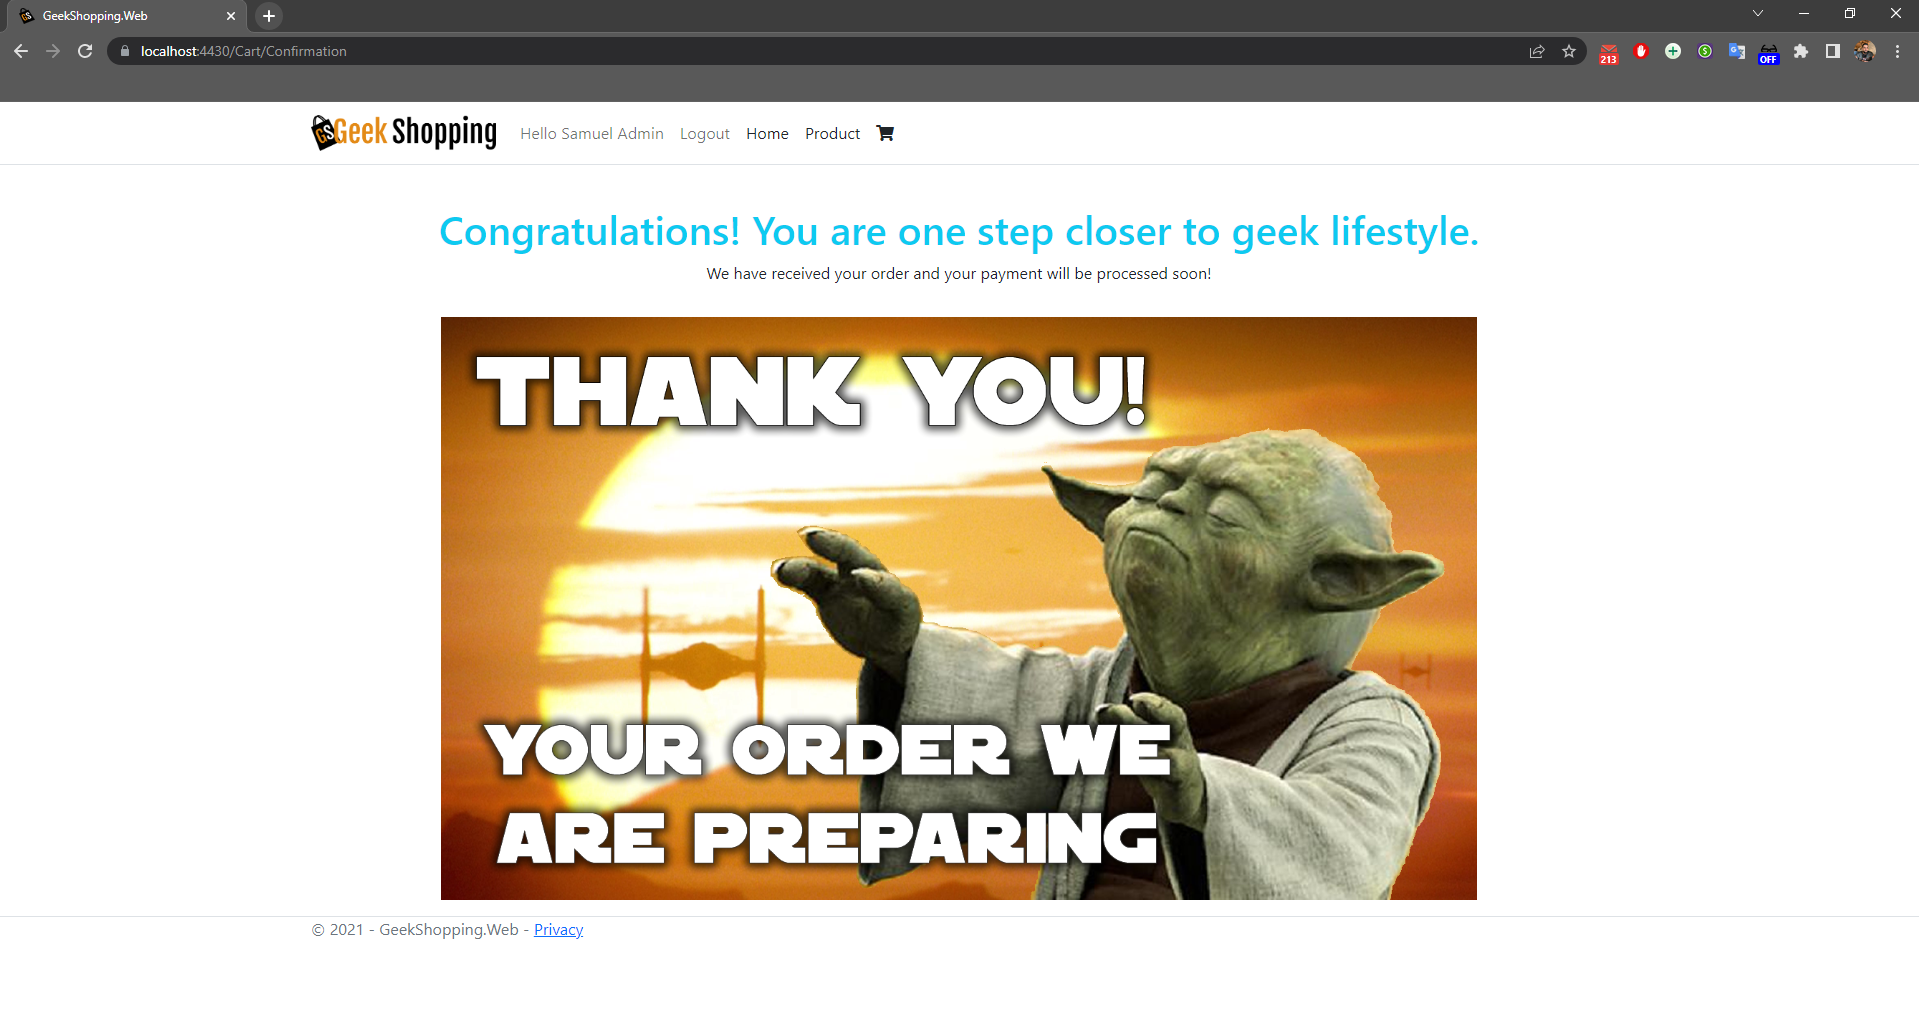 GeekShopping.Web
localhost:4430/Cart/Confirmation
213
OFF
GS Geek Shopping
Hello Samuel Admin Logout Home Product
Congratulations! You are one step closer to geek lifestyle.
We have received your order and your payment will be processed soon!
THANK YOU!
YOUR ORDER WE
ARE PREPARING
© 2021 - GeekShopping.Web - Privacy